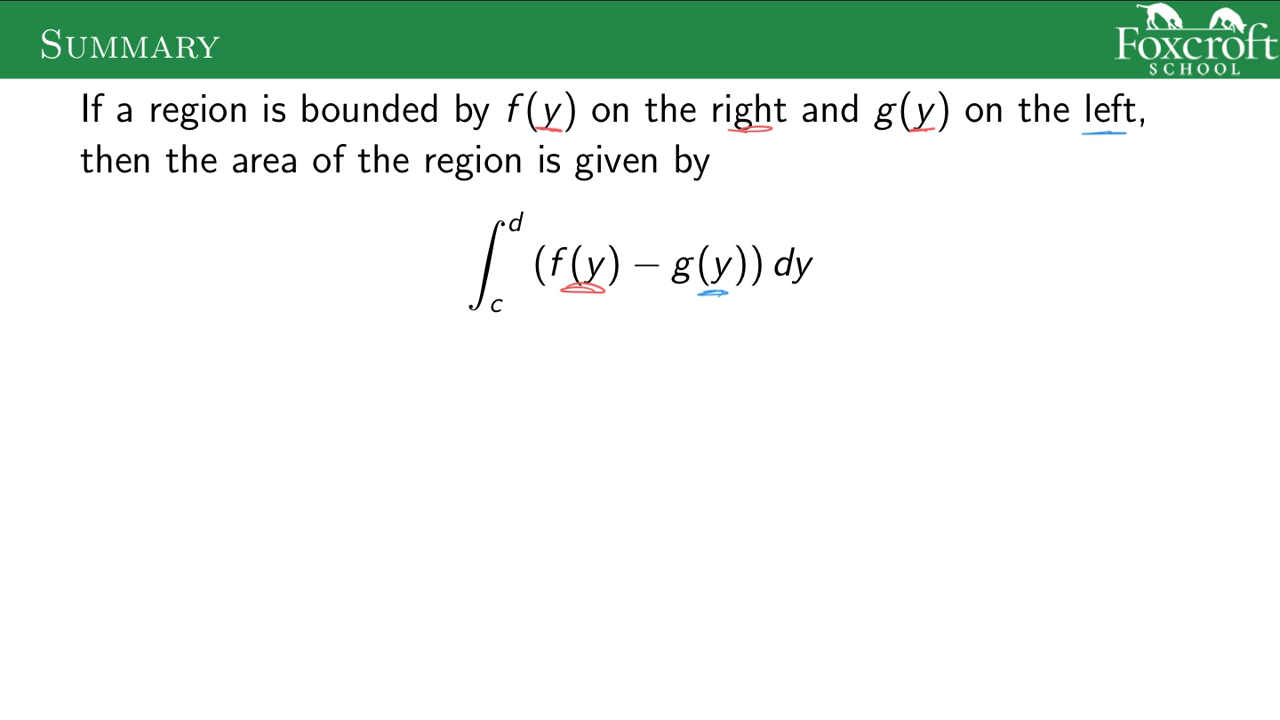 Summary
Foxcroft
SCHOOL
If a region is bounded by f(y) on the right and g(y) on the left,
then the area of the region is given by
∫_c^d (f(y) − g(y)) dy